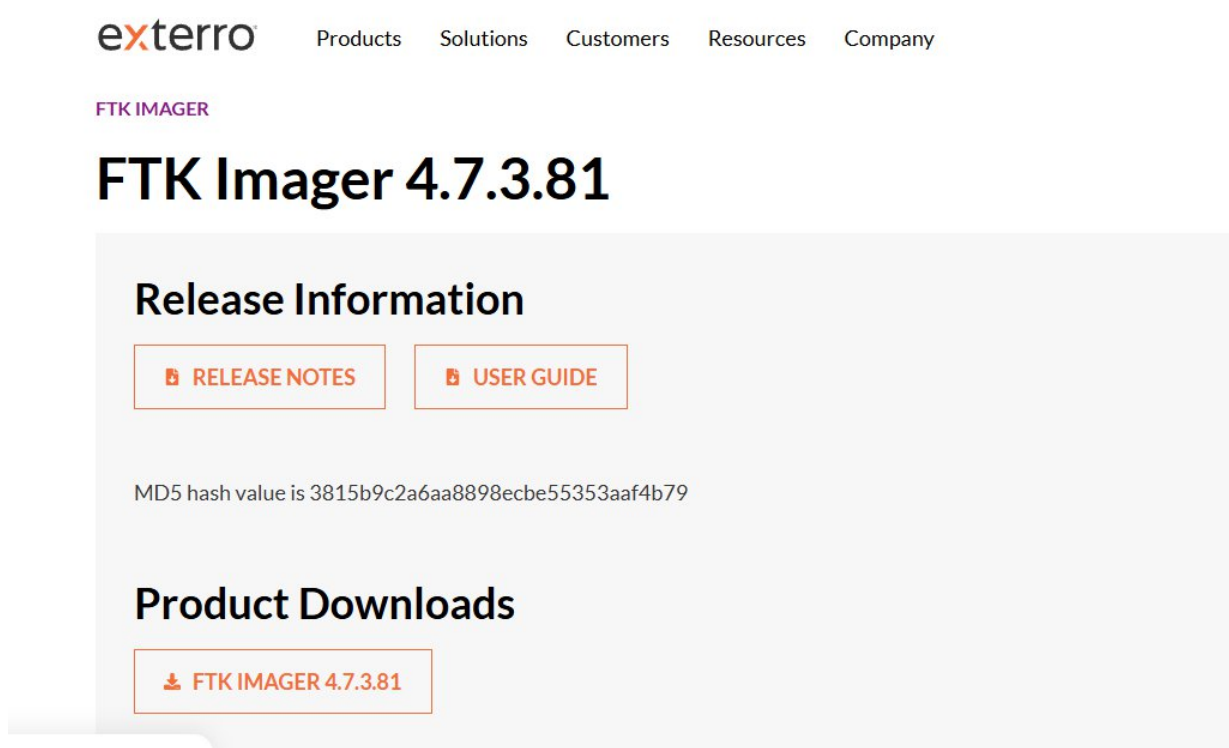 exterro
Products Solutions Customers Resources Company
FTK IMAGER
FTK Imager 4.7.3.81
Release Information
RELEASE NOTES USER GUIDE
MD5 hash value is 3815b9c2a6aa8898ecbe55353aaf4b79
Product Downloads
FTK IMAGER 4.7.3.81